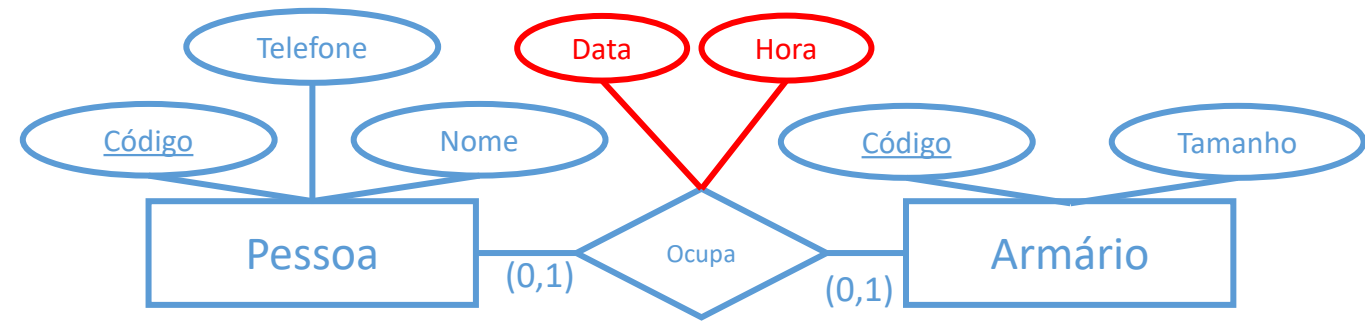 Telefone
Data
Hora
Código
Nome
Código
Tamanho
Pessoa
Ocupa
Armário
(0,1)
(0,1)